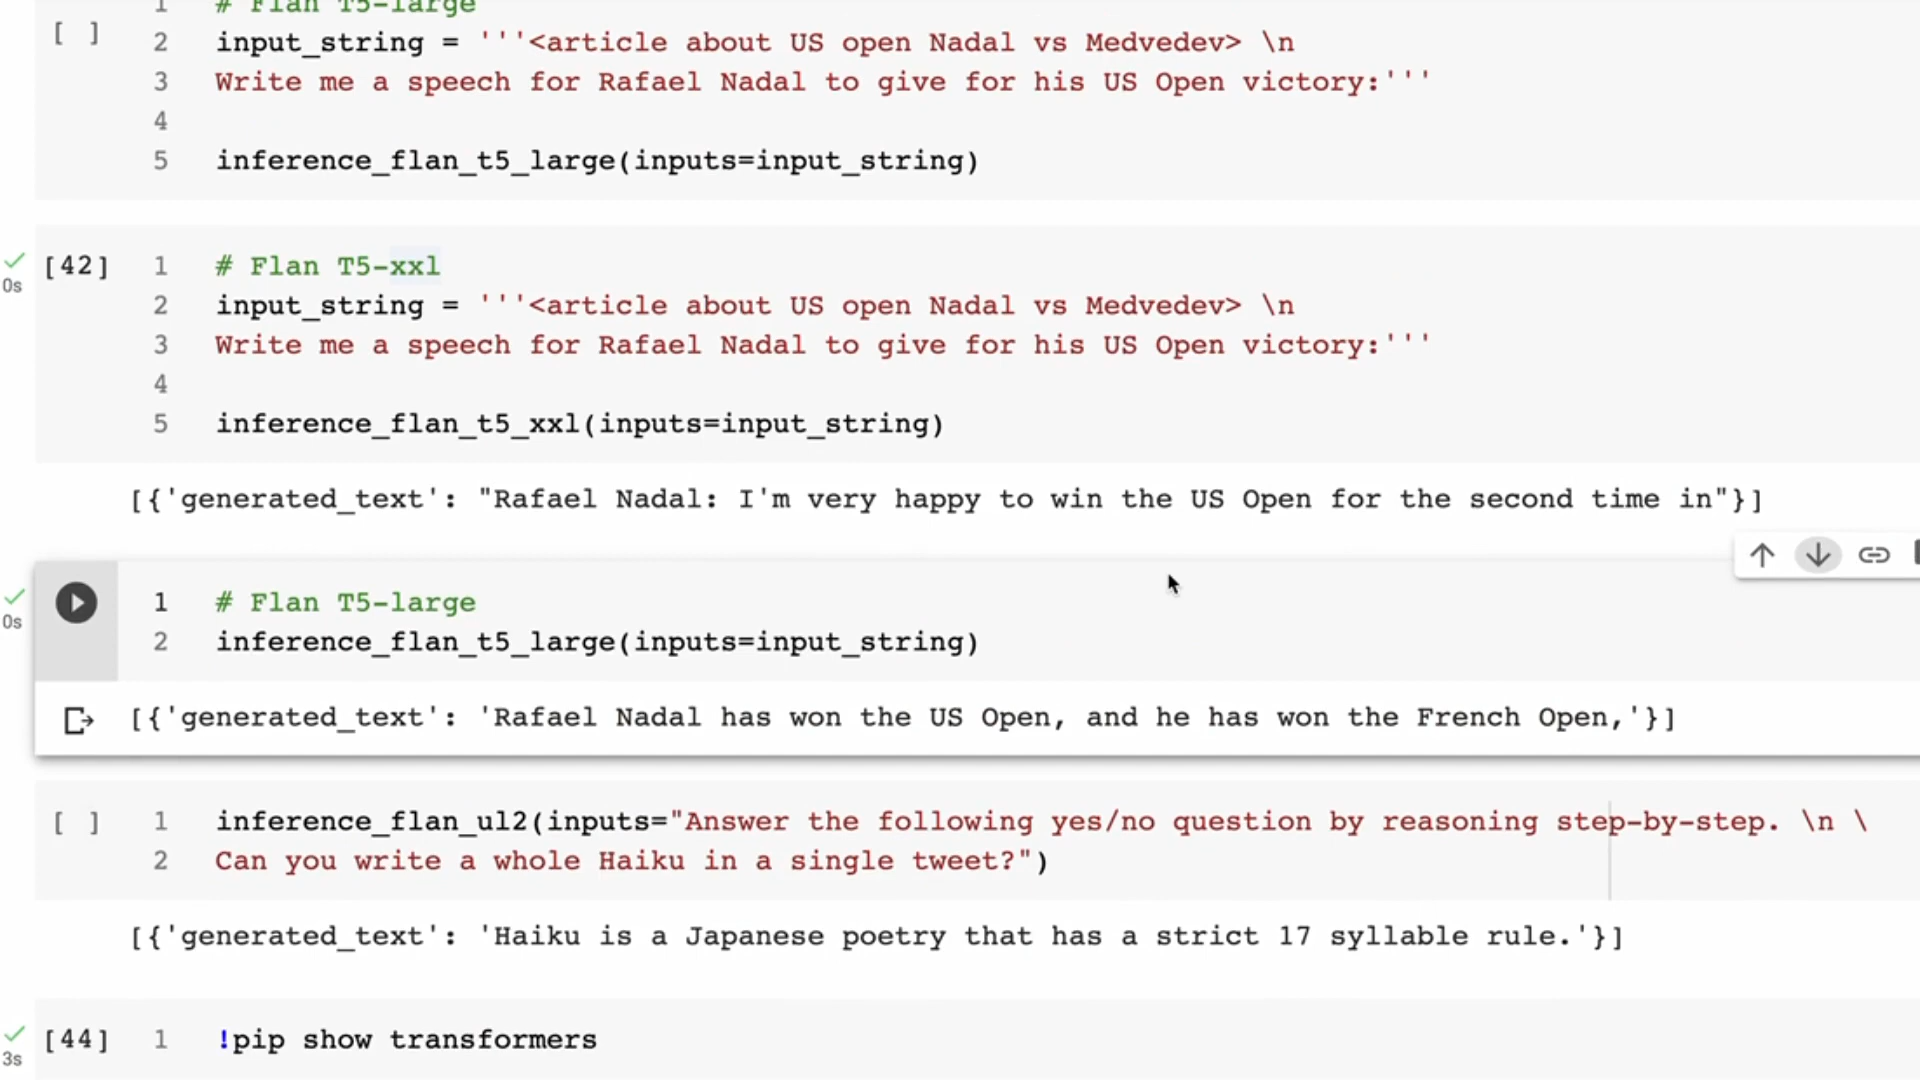 1 # Flan T5-large
[ ] 2 input_string = '''<article about US open Nadal vs Medvedev> \n
3 Write me a speech for Rafael Nadal to give for his US Open victory:'''
4
5 inference_flan_t5_large(inputs=input_string)
[42] 1 # Flan T5-xxl
0s 2 input_string = '''<article about US open Nadal vs Medvedev> \n
3 Write me a speech for Rafael Nadal to give for his US Open victory:'''
4
5 inference_flan_t5_xxl(inputs=input_string)
[{'generated_text': "Rafael Nadal: I'm very happy to win the US Open for the second time in"}]
1 # Flan T5-large
0s 2 inference_flan_t5_large(inputs=input_string)
[{'generated_text': 'Rafael Nadal has won the US Open, and he has won the French Open,'}]
[ ] 1 inference_flan_ul2(inputs="Answer the following yes/no question by reasoning step-by-step. \n \
2 Can you write a whole Haiku in a single tweet?")
[{'generated_text': 'Haiku is a Japanese poetry that has a strict 17 syllable rule.'}]
[44] 1 !pip show transformers
3s